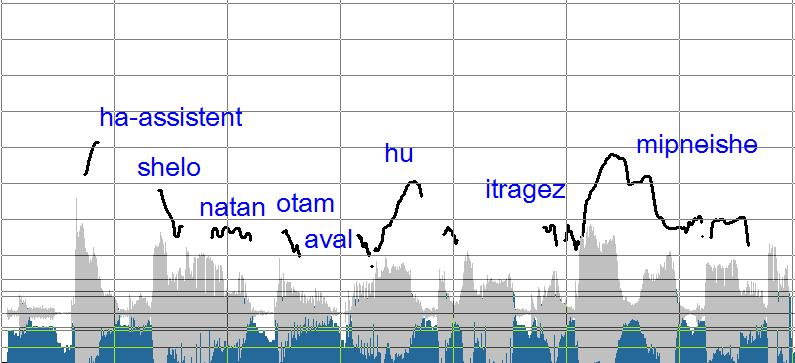 ha-assistent
shelo
natan
otam
aval
hu
itragez
mipneishe